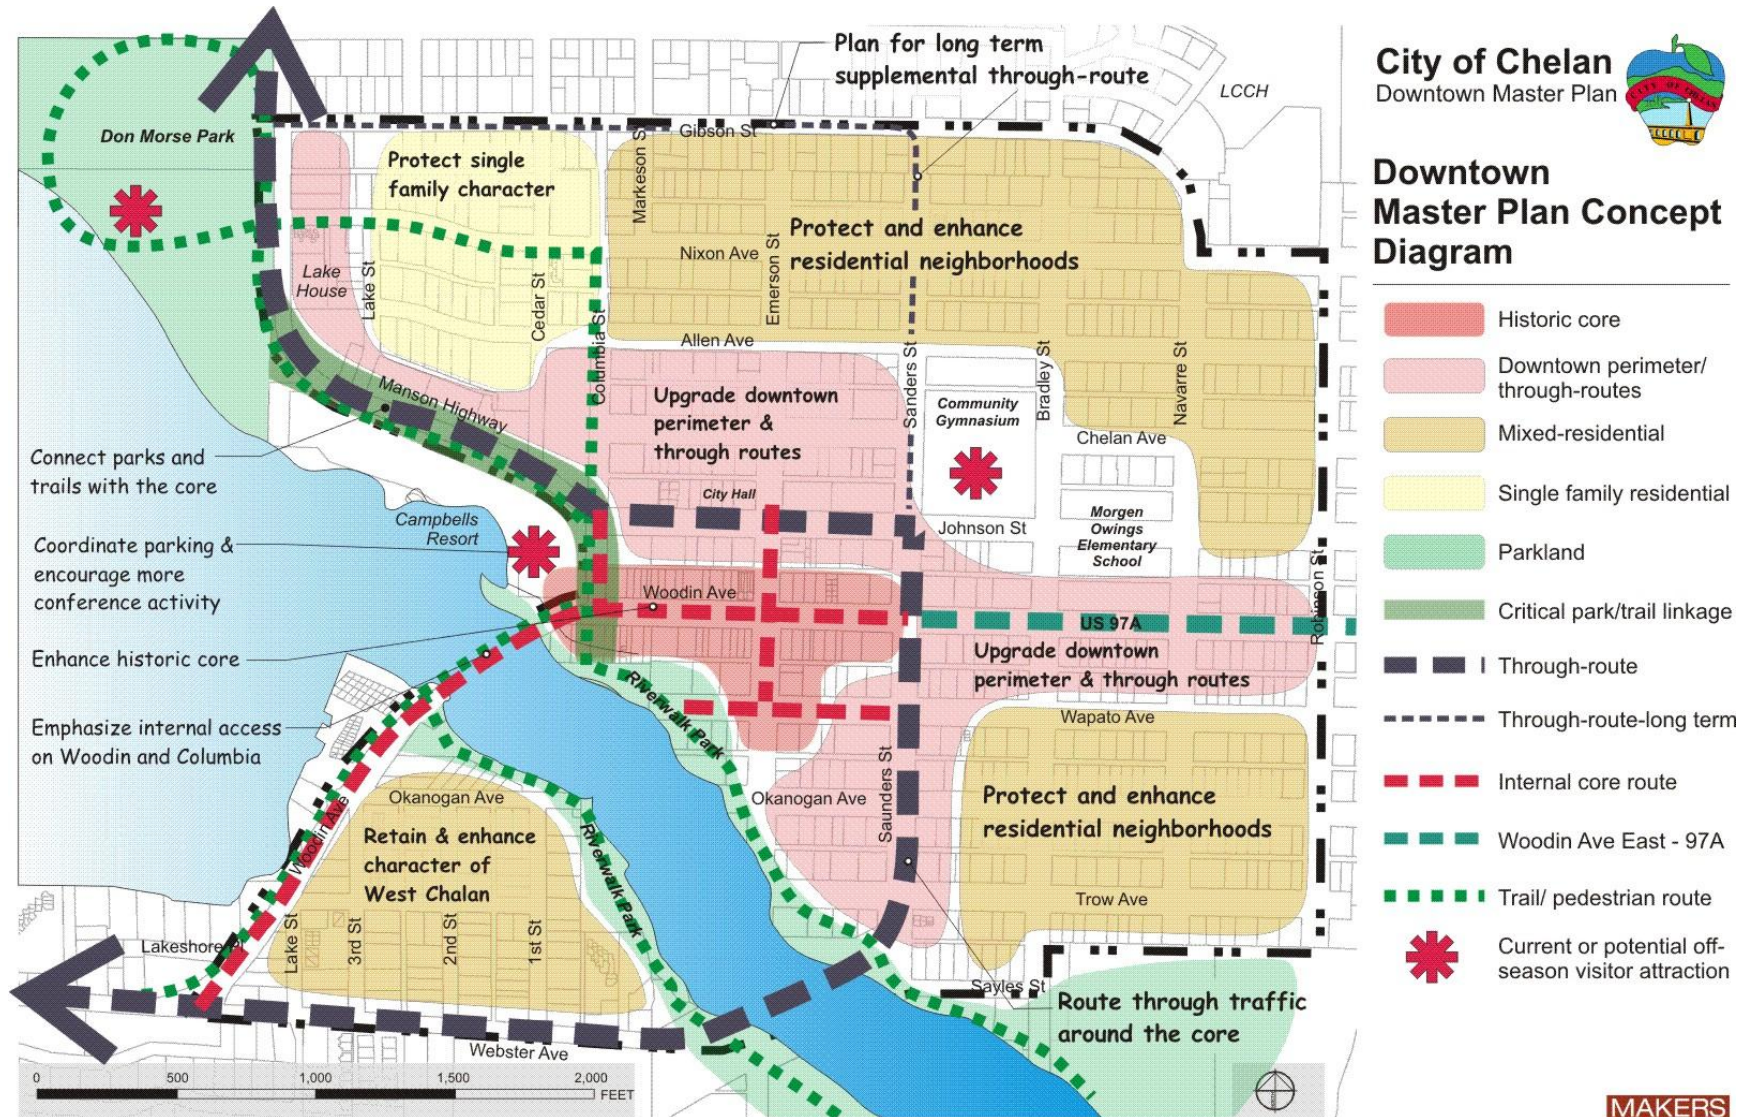 Plan for long term
supplemental through-route
LCCH
City of Chelan
Downtown Master Plan
CITY OF CHELAN
Downtown
Master Plan Concept
Diagram
Don Morse Park
Gibson St
Protect single
family character
Markeson St
Protect and enhance
residential neighborhoods
Nixon Ave
Emerson St
Lake
House
Lake St
Cedar St
Columbia St
Allen Ave
Sanders St
Bradley St
Navarre St
Manson Highway
Upgrade downtown
perimeter &
through routes
Community
Gymnasium
Chelan Ave
Connect parks and
trails with the core
City Hall
Campbells
Resort
Johnson St
Morgen
Owings
Elementary
School
Coordinate parking &
encourage more
conference activity
Woodin Ave
US 97A
Robinson St
Enhance historic core
Upgrade downtown
perimeter & through routes
Riverwalk Park
Wapato Ave
Emphasize internal access
on Woodin and Columbia
Okanogan Ave
Okanogan Ave
Saunders St
Protect and enhance
residential neighborhoods
Woodin Ave
Retain & enhance
character of
West Chalan
Riverwalk Park
Trow Ave
Lakeshore Pl
Lake St
3rd St
2nd St
1st St
Sayles St
Route through traffic
around the core
Webster Ave
0 500 1,000 1,500 2,000
FEET
Historic core
Downtown perimeter/
through-routes
Mixed-residential
Single family residential
Parkland
Critical park/trail linkage
Through-route
Through-route-long term
Internal core route
Woodin Ave East - 97A
Trail/ pedestrian route
Current or potential off-
season visitor attraction
MAKERS